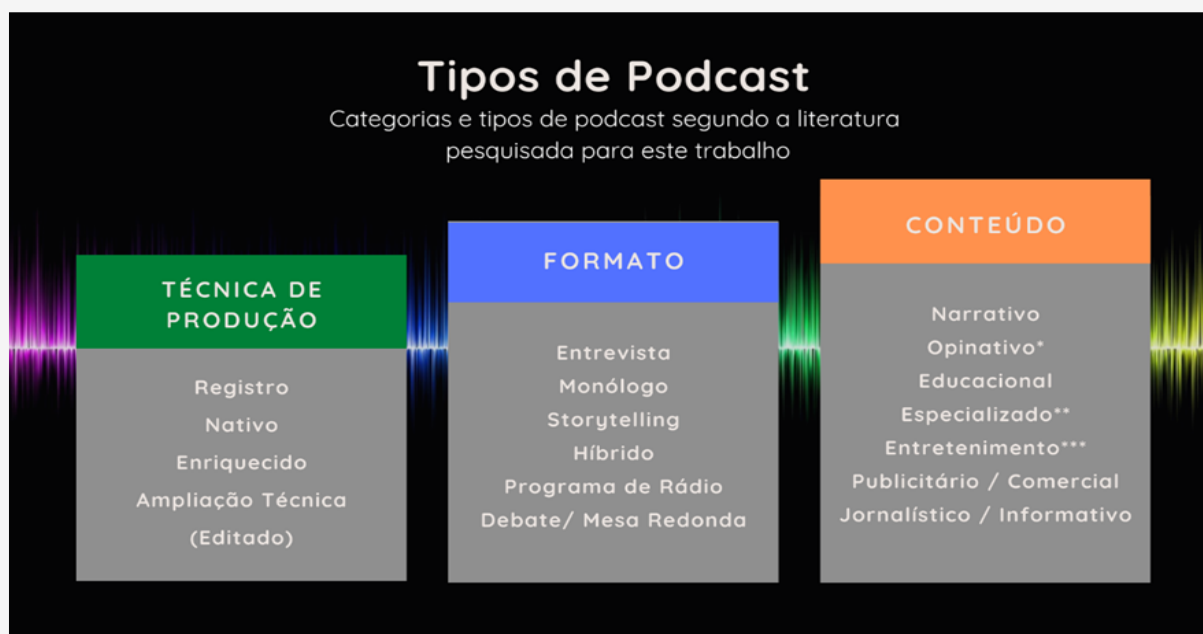 Tipos de Podcast
Categorias e tipos de podcast segundo a literatura
pesquisada para este trabalho
TÉCNICA DE
PRODUÇÃO
Registro
Nativo
Enriquecido
Ampliação Técnica
(Editado)
FORMATO
Entrevista
Monólogo
Storytelling
Híbrido
Programa de Rádio
Debate/ Mesa Redonda
CONTEÚDO
Narrativo
Opinativo*
Educacional
Especializado**
Entretenimento***
Publicitário / Comercial
Jornalístico / Informativo